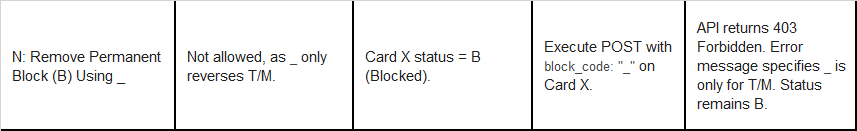 N: Remove Permanent
Block (B) Using _
Not allowed, as _ only
reverses T/M.
Card X status = B
(Blocked).
Execute POST with
block_code: "_" on
Card X.
API returns 403
Forbidden. Error
message specifies _ is
only for T/M. Status
remains B.